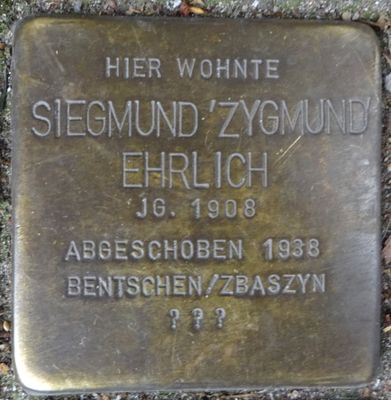 HIER WOHNTE
SIEGMUND 'ZYGMUND'
EHRLICH
JG. 1908
ABGESCHOBEN 1938
BENTSCHEN/ZBASZYN
? ? ?